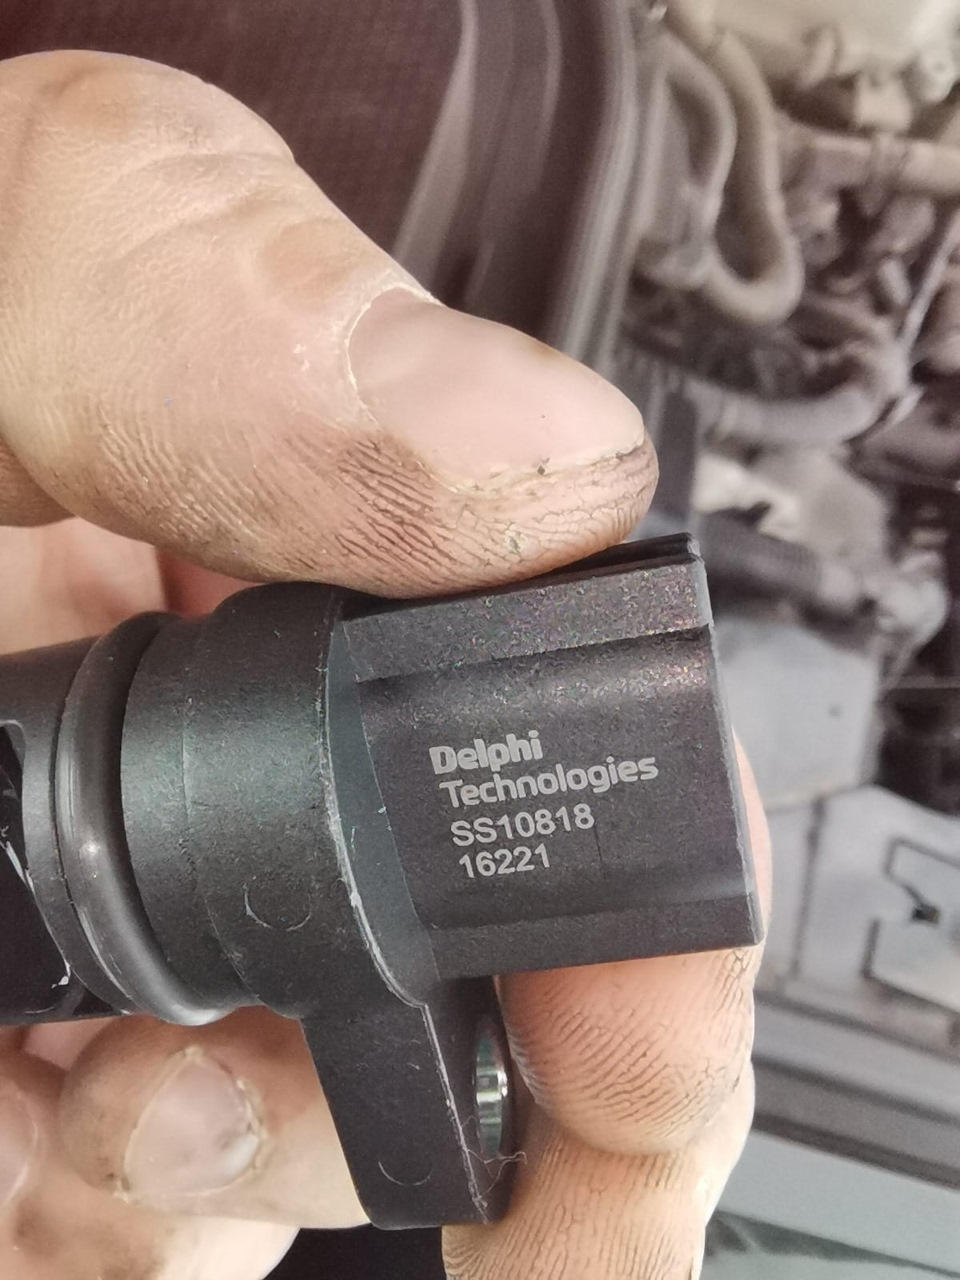 Delphi
Technologies
SS10818
16221